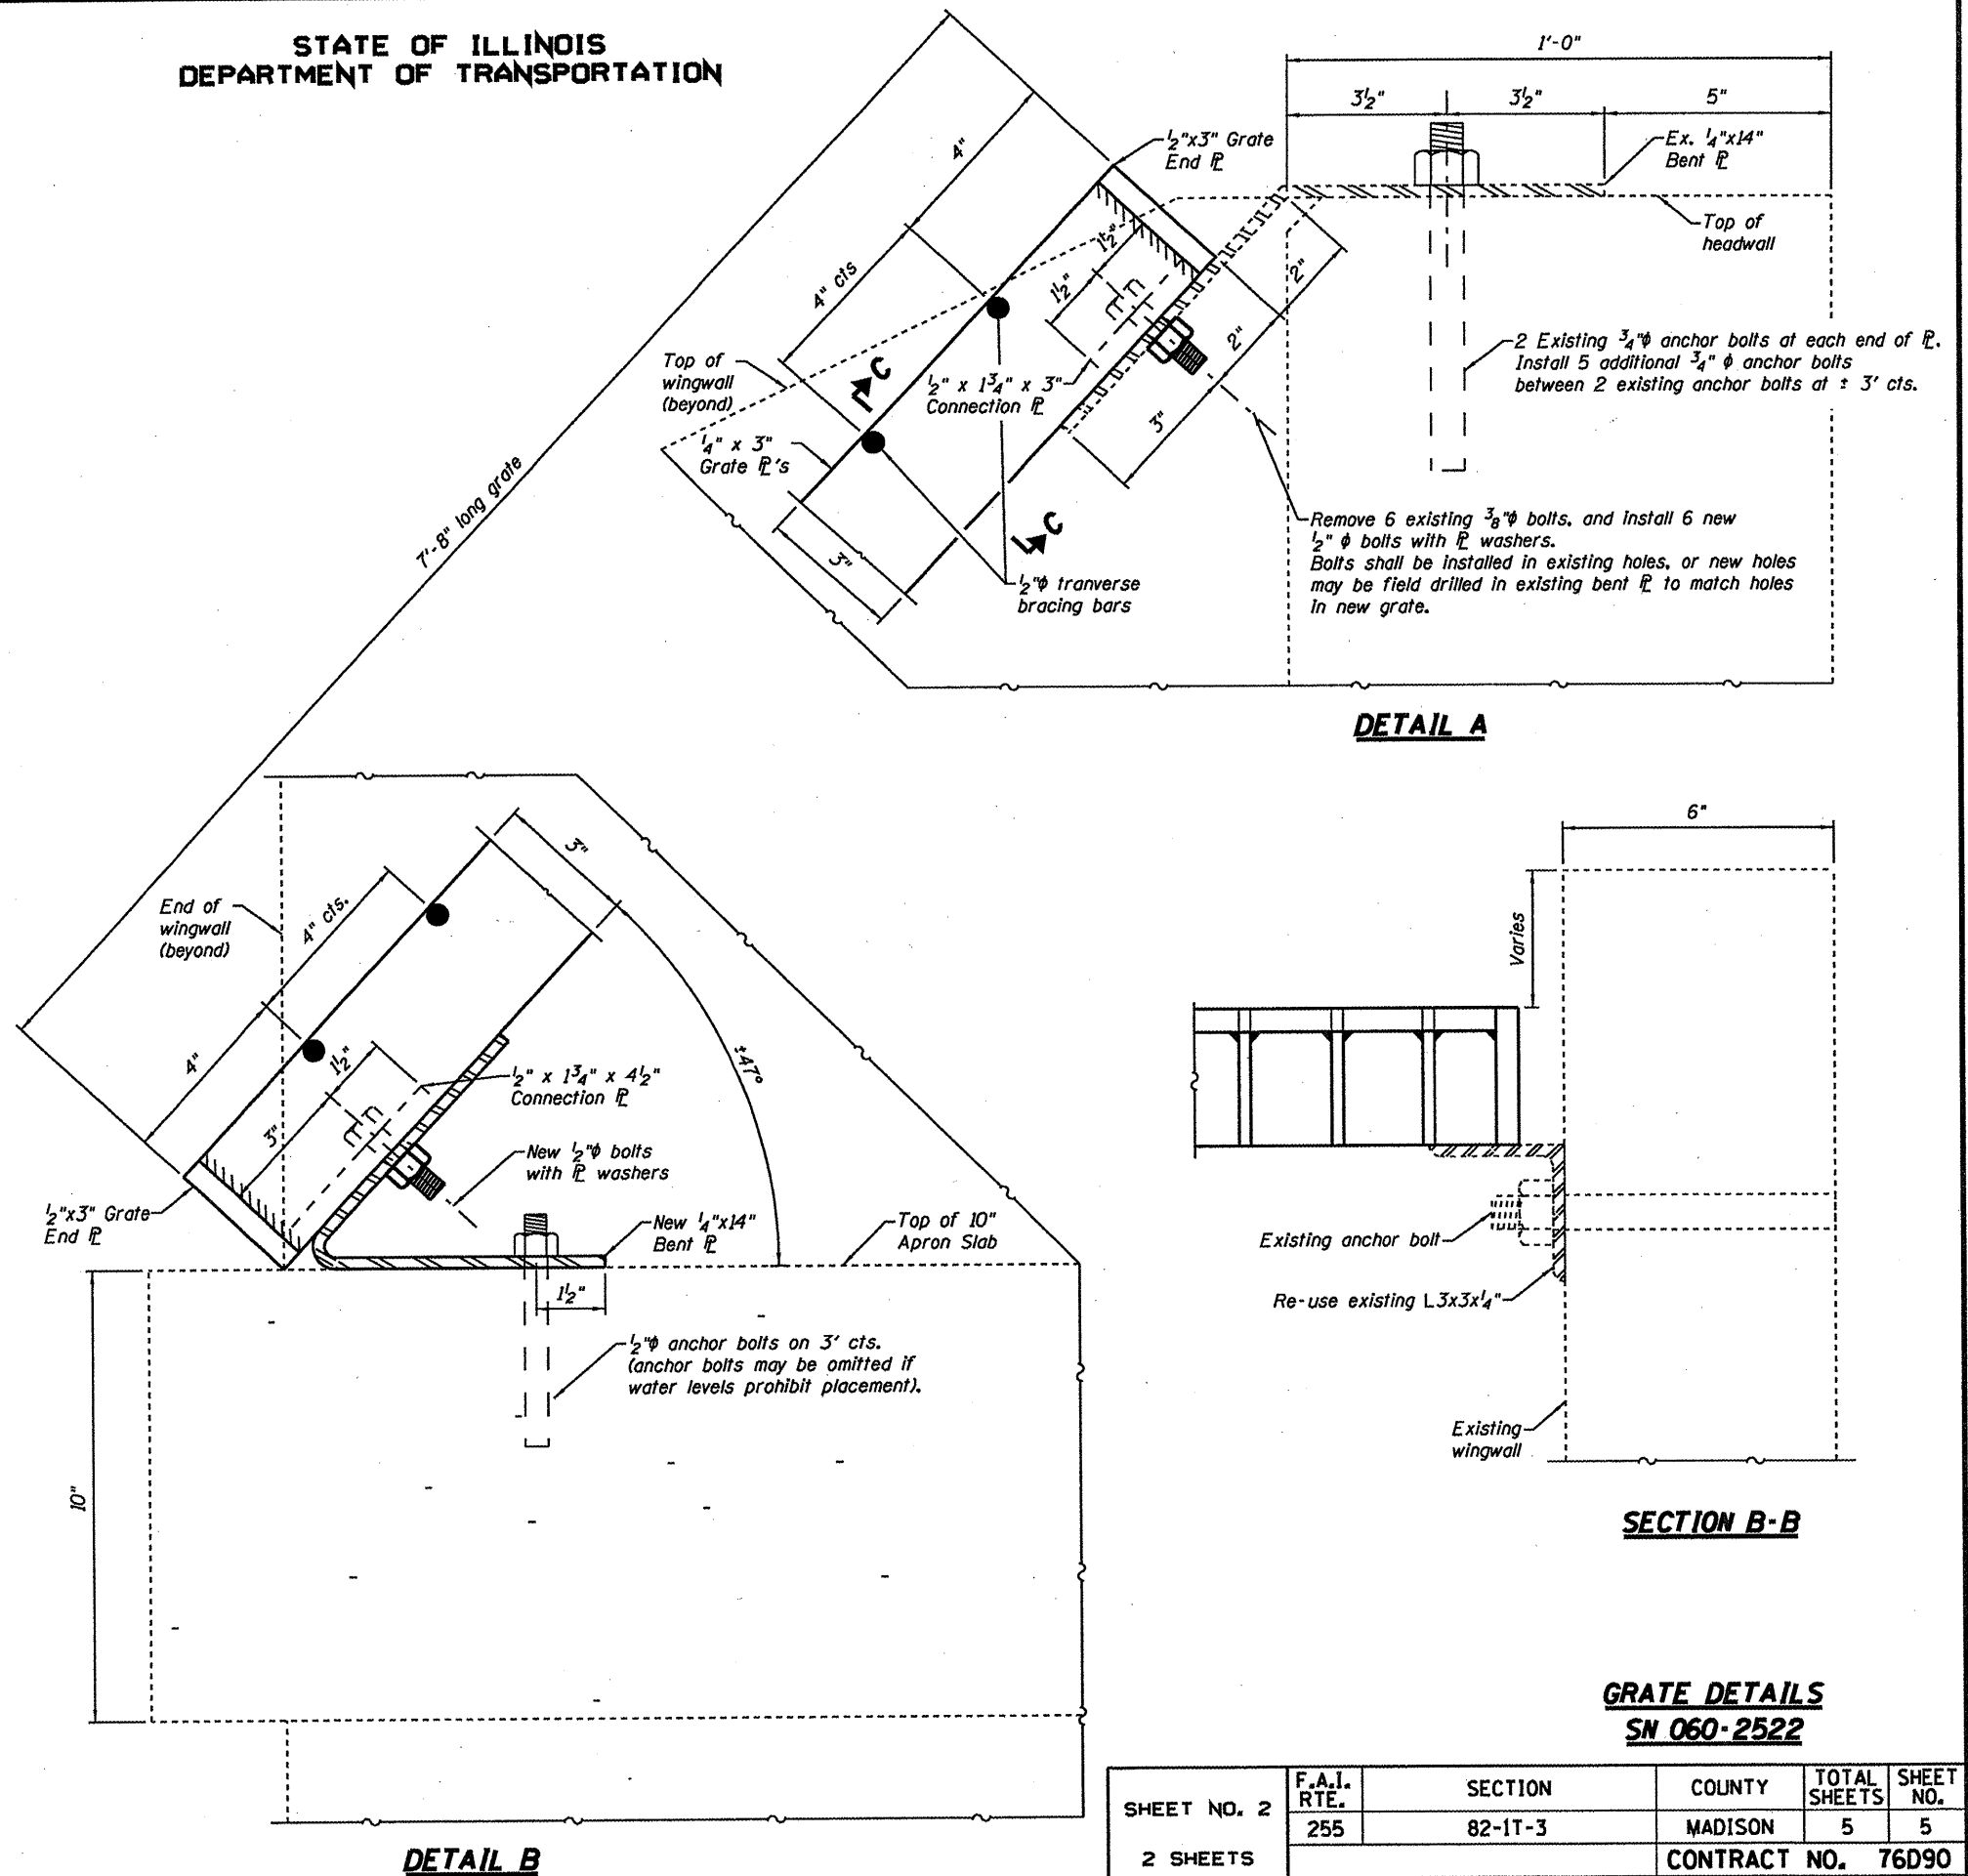 STATE OF ILLINOIS
DEPARTMENT OF TRANSPORTATION
1'-0"
3½"
3½"
5"
4"
4" cts
½"x3" Grate
End ℄
Ex. ¼"x14"
Bent ℄
Top of
headwall
1½"
1½"
2"
2"
3"
Top of
wingwall
(beyond)
C
½" x 1¾" x 3"
Connection ℄
¼" x 3"
Grate ℄'s
2 Existing ¾"φ anchor bolts at each end of ℄.
Install 5 additional ¾" φ anchor bolts
between 2 existing anchor bolts at ± 3' cts.
7'-8" long grate
C
3"
Remove 6 existing ⅜"φ bolts, and install 6 new
½" φ bolts with ℄ washers.
Bolts shall be installed in existing holes, or new holes
may be field drilled in existing bent ℄ to match holes
in new grate.
½"φ tranverse
bracing bars
DETAIL A
3"
End of
wingwall
(beyond)
4" cts.
4"
1½"
3"
±47°
½" x 1¾" x 4½"
Connection ℄
New ½"φ bolts
with ℄ washers
½"x3" Grate
End ℄
New ¼"x14"
Bent ℄
Top of 10"
Apron Slab
1½"
½"φ anchor bolts on 3' cts.
(anchor bolts may be omitted if
water levels prohibit placement).
10"
DETAIL B
6"
Varies
Existing anchor bolt
Re-use existing L3x3x¼"
Existing
wingwall
SECTION B-B
GRATE DETAILS
SN 060-2522
SHEET NO. 2
2 SHEETS
F.A.I. RTE. SECTION COUNTY TOTAL SHEETS SHEET NO.
255 82-1T-3 MADISON 5 5
CONTRACT NO. 76D90